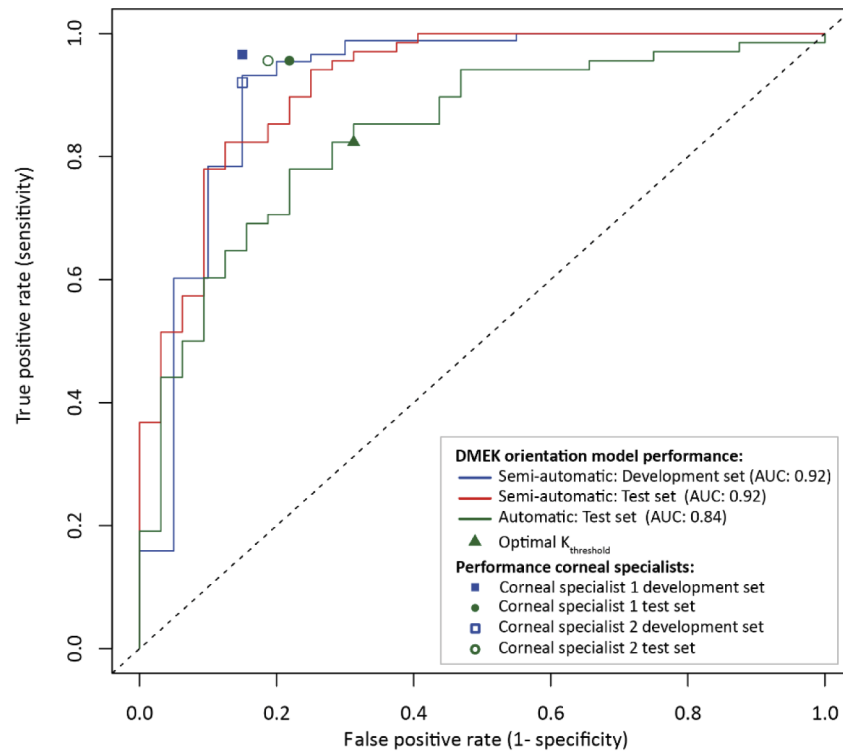 True positive rate (sensitivity)
1.0
0.8
0.6
0.4
0.2
0.0
DMEK orientation model performance:
Semi-automatic: Development set (AUC: 0.92)
Semi-automatic: Test set (AUC: 0.92)
Automatic: Test set (AUC: 0.84)
Optimal Kthreshold
Performance corneal specialists:
Corneal specialist 1 development set
Corneal specialist 1 test set
Corneal specialist 2 development set
Corneal specialist 2 test set
0.0 0.2 0.4 0.6 0.8 1.0
False positive rate (1- specificity)